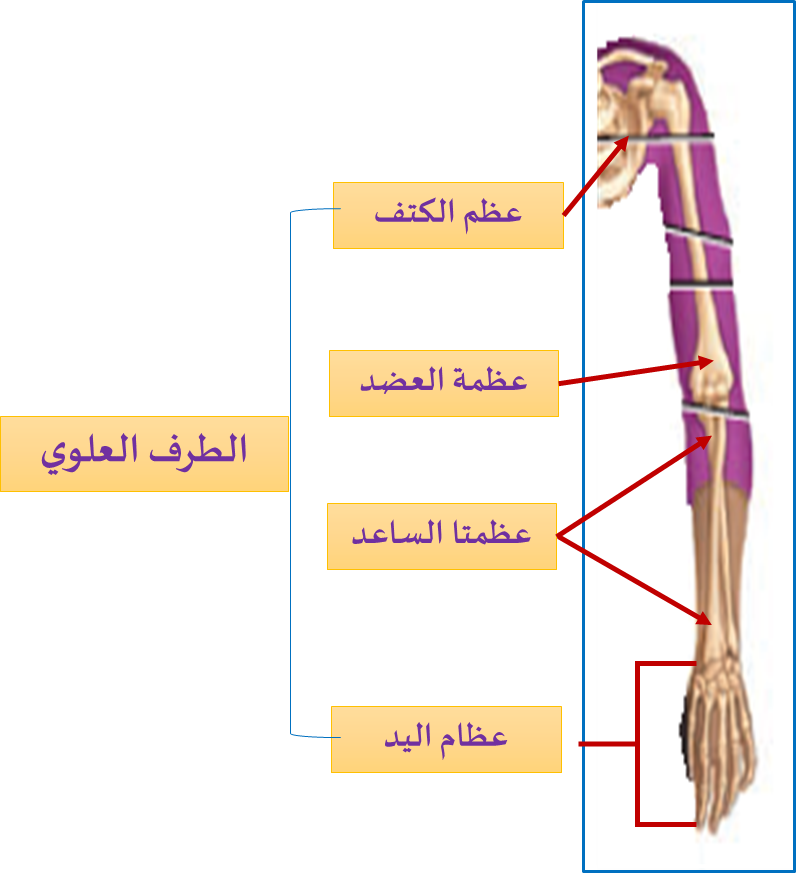 عظم الكتف
عظمة العضد
الطرف العلوي
عظمتا الساعد
عظام اليد